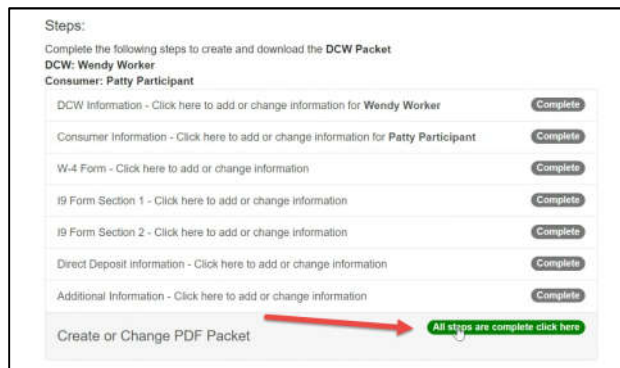 Steps:
Complete the following steps to create and download the DCW Packet
DCW: Wendy Worker
Consumer: Patty Participant
DCW Information - Click here to add or change information for Wendy Worker Complete
Consumer Information - Click here to add or change information for Patty Participant Complete
W-4 Form - Click here to add or change information Complete
I9 Form Section 1 - Click here to add or change information Complete
I9 Form Section 2 - Click here to add or change information Complete
Direct Deposit information - Click here to add or change information Complete
Additional Information - Click here to add or change information Complete
Create or Change PDF Packet All steps are complete click here